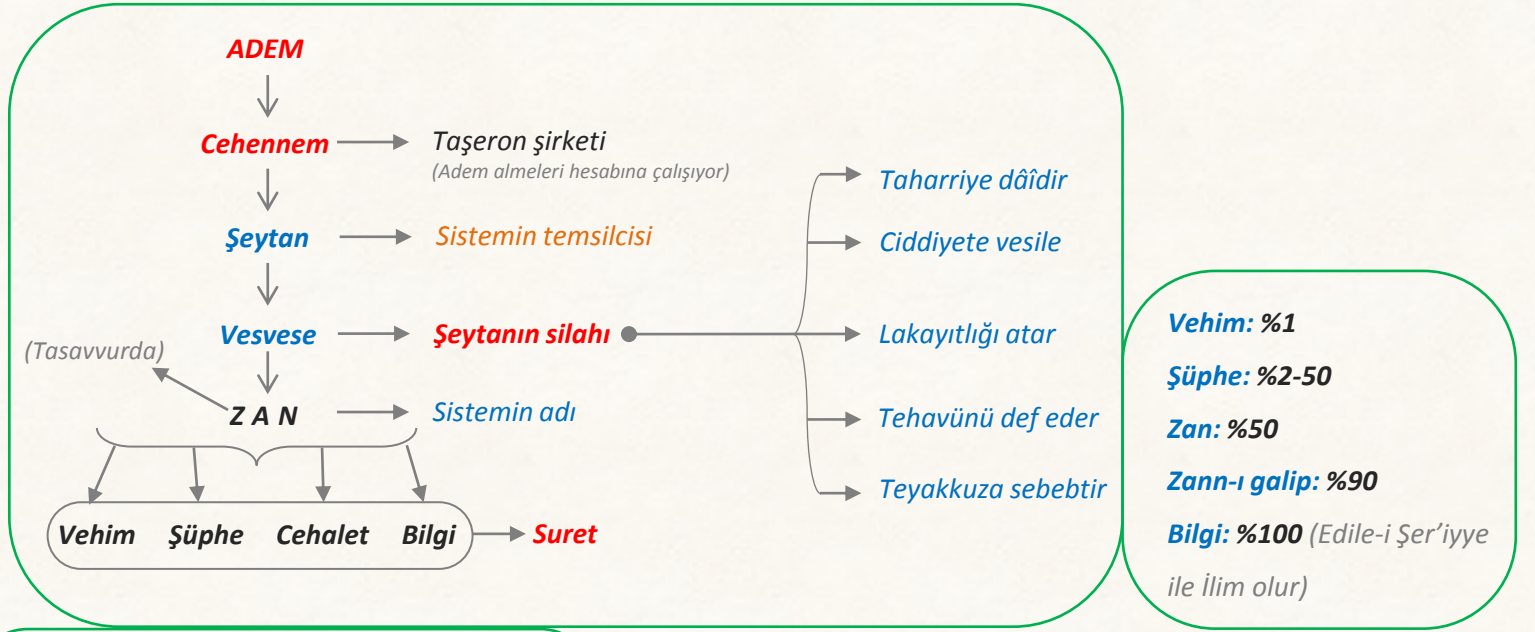 ADEM
Cehennem
Taşeron şirketi
(Adem almeleri hesabına çalışıyor)
Şeytan
Sistemin temsilcisi
Vesvese
Şeytanın silahı
(Tasavvurda)
Z A N
Sistemin adı
Vehim Şüphe Cehalet Bilgi
Suret
Taharriye dâîdir
Ciddiyete vesile
Lakayıtlığı atar
Tehavünü def eder
Teyakkuza sebebtir
Vehim: %1
Şüphe: %2-50
Zan: %50
Zann-ı galip: %90
Bilgi: %100 (Edile-i Şer’iyye
ile İlim olur)